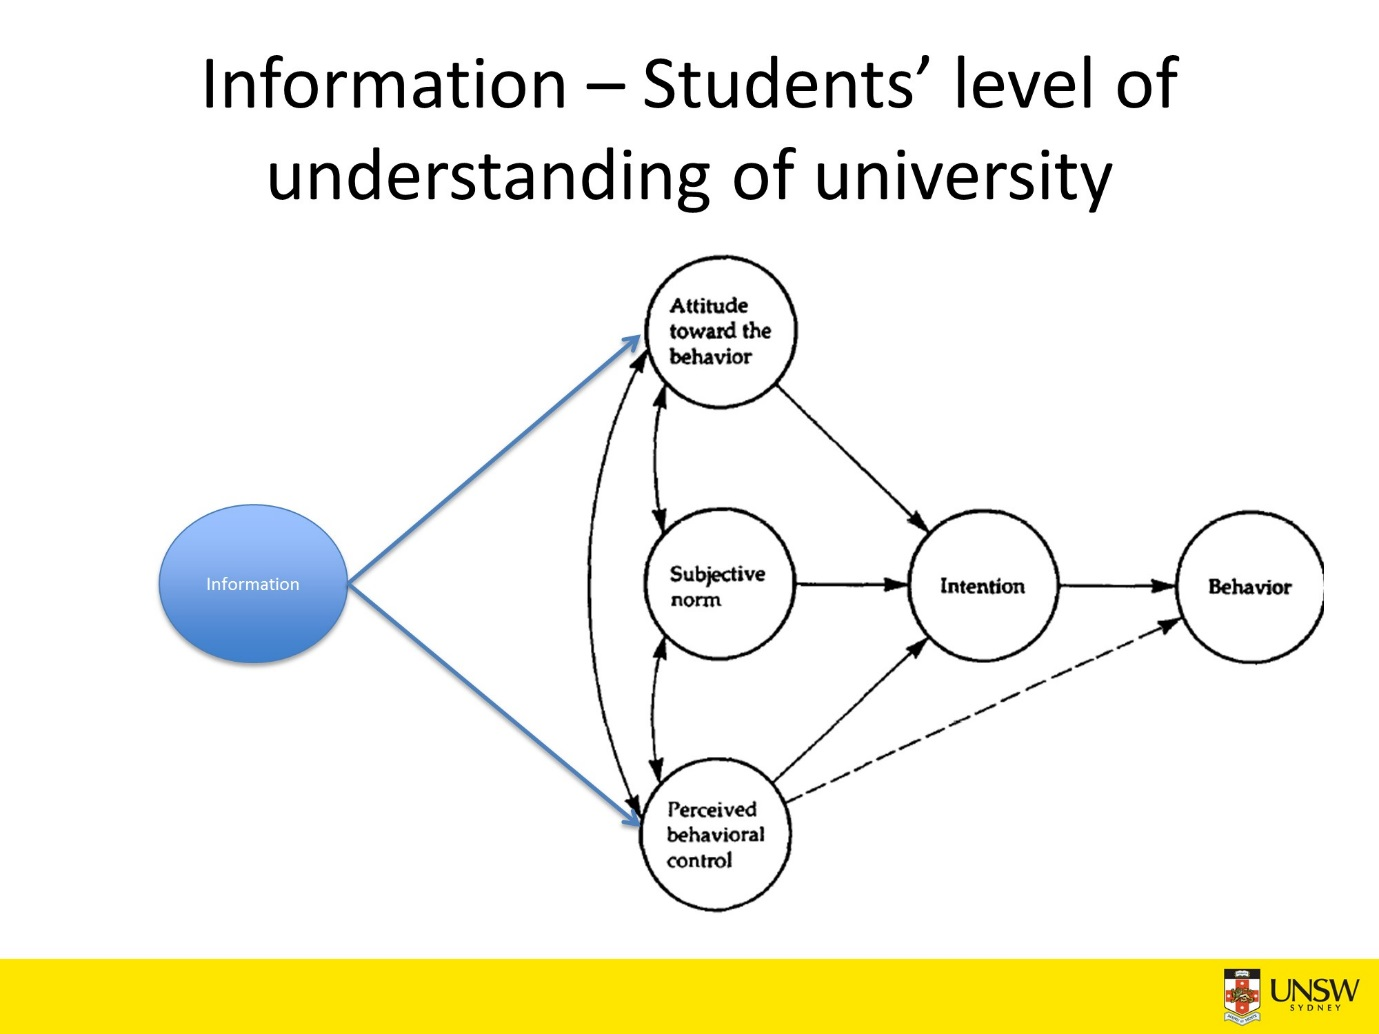 Information – Students’ level of
understanding of university
Attitude
toward the
behavior
Information
Subjective
norm
Intention
Behavior
Perceived
behavioral
control
UNSW
SYDNEY